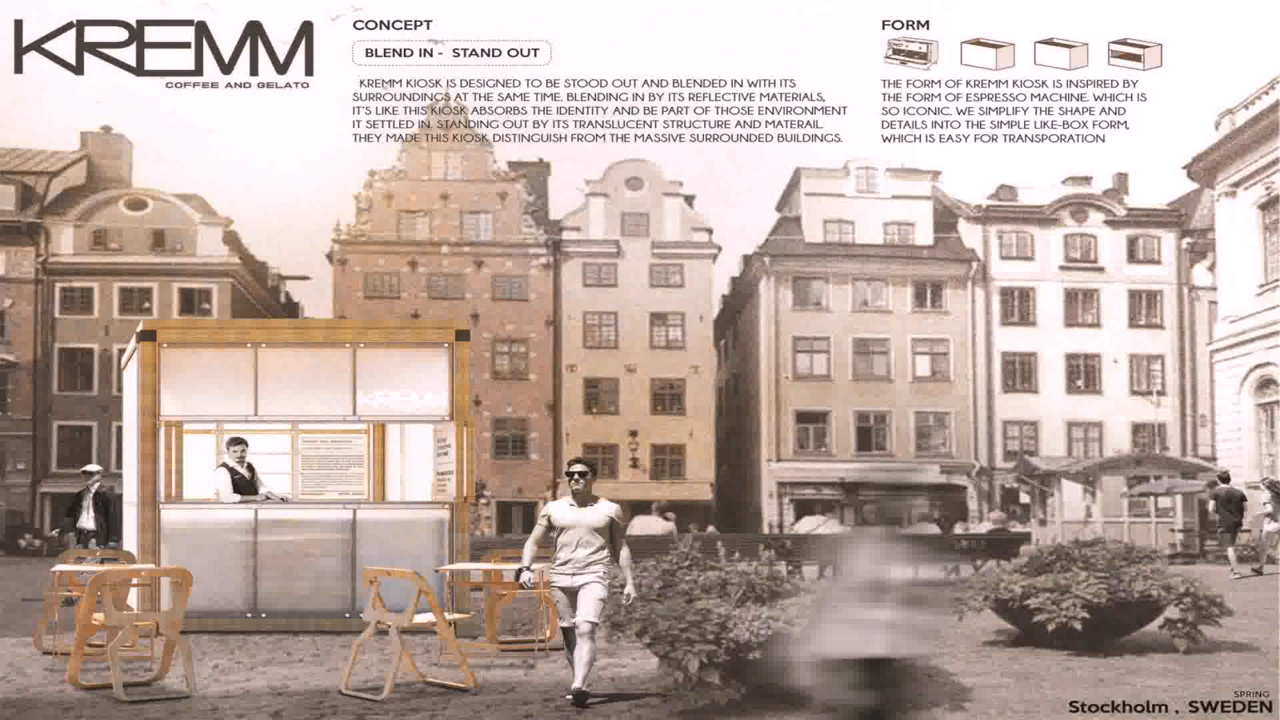 KREMM
COFFEE AND GELATO
CONCEPT
BLEND IN - STAND OUT
KREMM KIOSK IS DESIGNED TO BE STOOD OUT AND BLENDED IN WITH ITS
SURROUNDINGS AT THE SAME TIME. BLENDING IN BY ITS REFLECTIVE MATERIALS,
IT'S LIKE THIS KIOSK ABSORBS THE IDENTITY AND BE PART OF THOSE ENVIRONMENT
IT SETTLED IN. STANDING OUT BY ITS TRANSLUCENT STRUCTURE AND MATERAIL.
THEY MADE THIS KIOSK DISTINGUISH FROM THE MASSIVE SURROUNDED BUILDINGS.
FORM
THE FORM OF KREMM KIOSK IS INSPIRED BY
THE FORM OF ESPRESSO MACHINE. WHICH IS
SO ICONIC. WE SIMPLIFY THE SHAPE AND
DETAILS INTO THE SIMPLE LIKE-BOX FORM,
WHICH IS EASY FOR TRANSPORATION
SPRING
Stockholm , SWEDEN